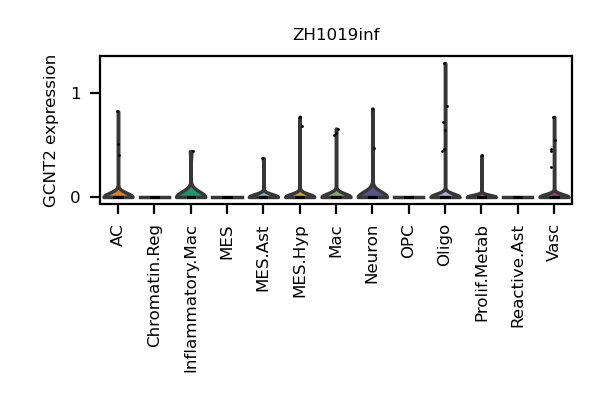 ZH1019inf
GCNT2 expression
1
0
AC
Chromatin.Reg
Inflammatory.Mac
MES
MES.Ast
MES.Hyp
Mac
Neuron
OPC
Oligo
Prolif.Metab
Reactive.Ast
Vasc